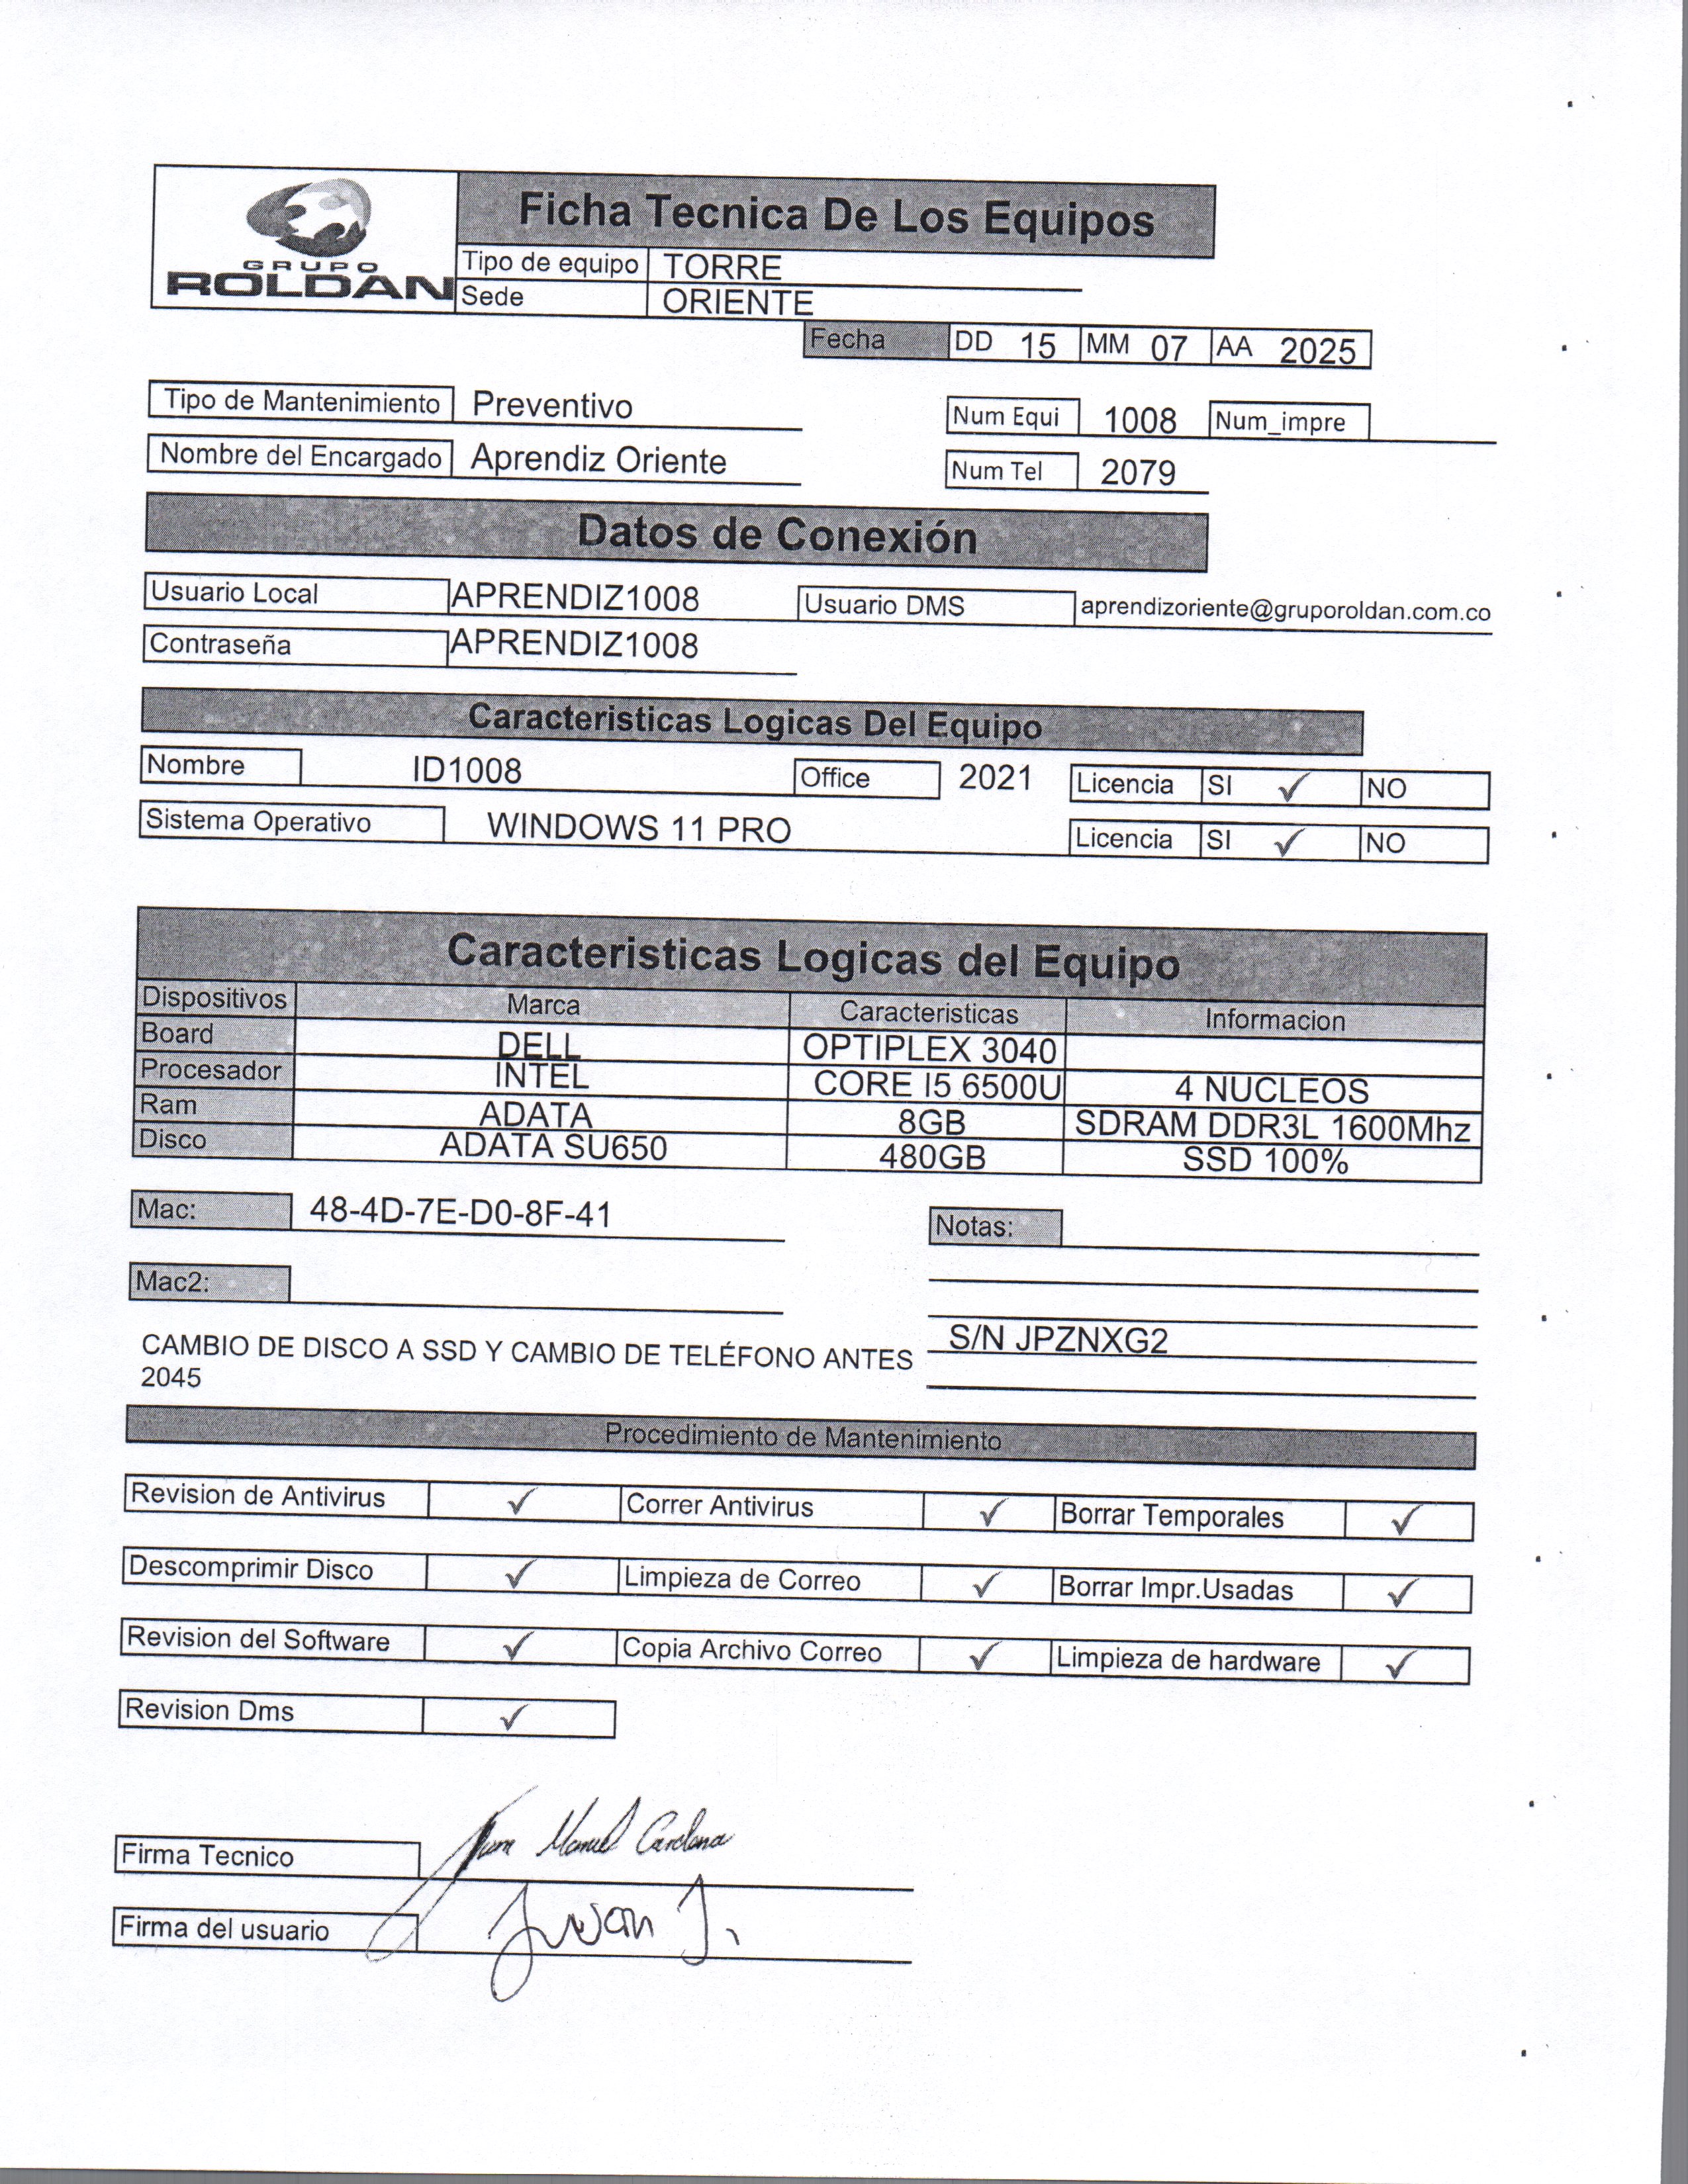 Ficha Tecnica De Los Equipos
GRUPO
ROLDAN
Tipo de equipo TORRE
Sede ORIENTE
Fecha DD 15 MM 07 AA 2025
Tipo de Mantenimiento Preventivo Num Equi 1008 Num_impre
Nombre del Encargado Aprendiz Oriente Num Tel 2079
Datos de Conexión
Usuario Local APRENDIZ1008 Usuario DMS aprendizoriente@gruporoldan.com.co
Contraseña APRENDIZ1008
Caracteristicas Logicas Del Equipo
Nombre ID1008 Office 2021 Licencia SI ✓ NO
Sistema Operativo WINDOWS 11 PRO Licencia SI ✓ NO
Caracteristicas Logicas del Equipo
Dispositivos Marca Caracteristicas Informacion
Board DELL OPTIPLEX 3040
Procesador INTEL CORE I5 6500U 4 NUCLEOS
Ram ADATA 8GB SDRAM DDR3L 1600Mhz
Disco ADATA SU650 480GB SSD 100%
Mac: 48-4D-7E-D0-8F-41 Notas:
Mac2:
S/N JPZNXG2
CAMBIO DE DISCO A SSD Y CAMBIO DE TELÉFONO ANTES
2045
Procedimiento de Mantenimiento
Revision de Antivirus ✓ Correr Antivirus ✓ Borrar Temporales ✓
Descomprimir Disco ✓ Limpieza de Correo ✓ Borrar Impr.Usadas ✓
Revision del Software ✓ Copia Archivo Correo ✓ Limpieza de hardware ✓
Revision Dms ✓
Firma Tecnico Juan Manuel Cardona
Firma del usuario Juan J.